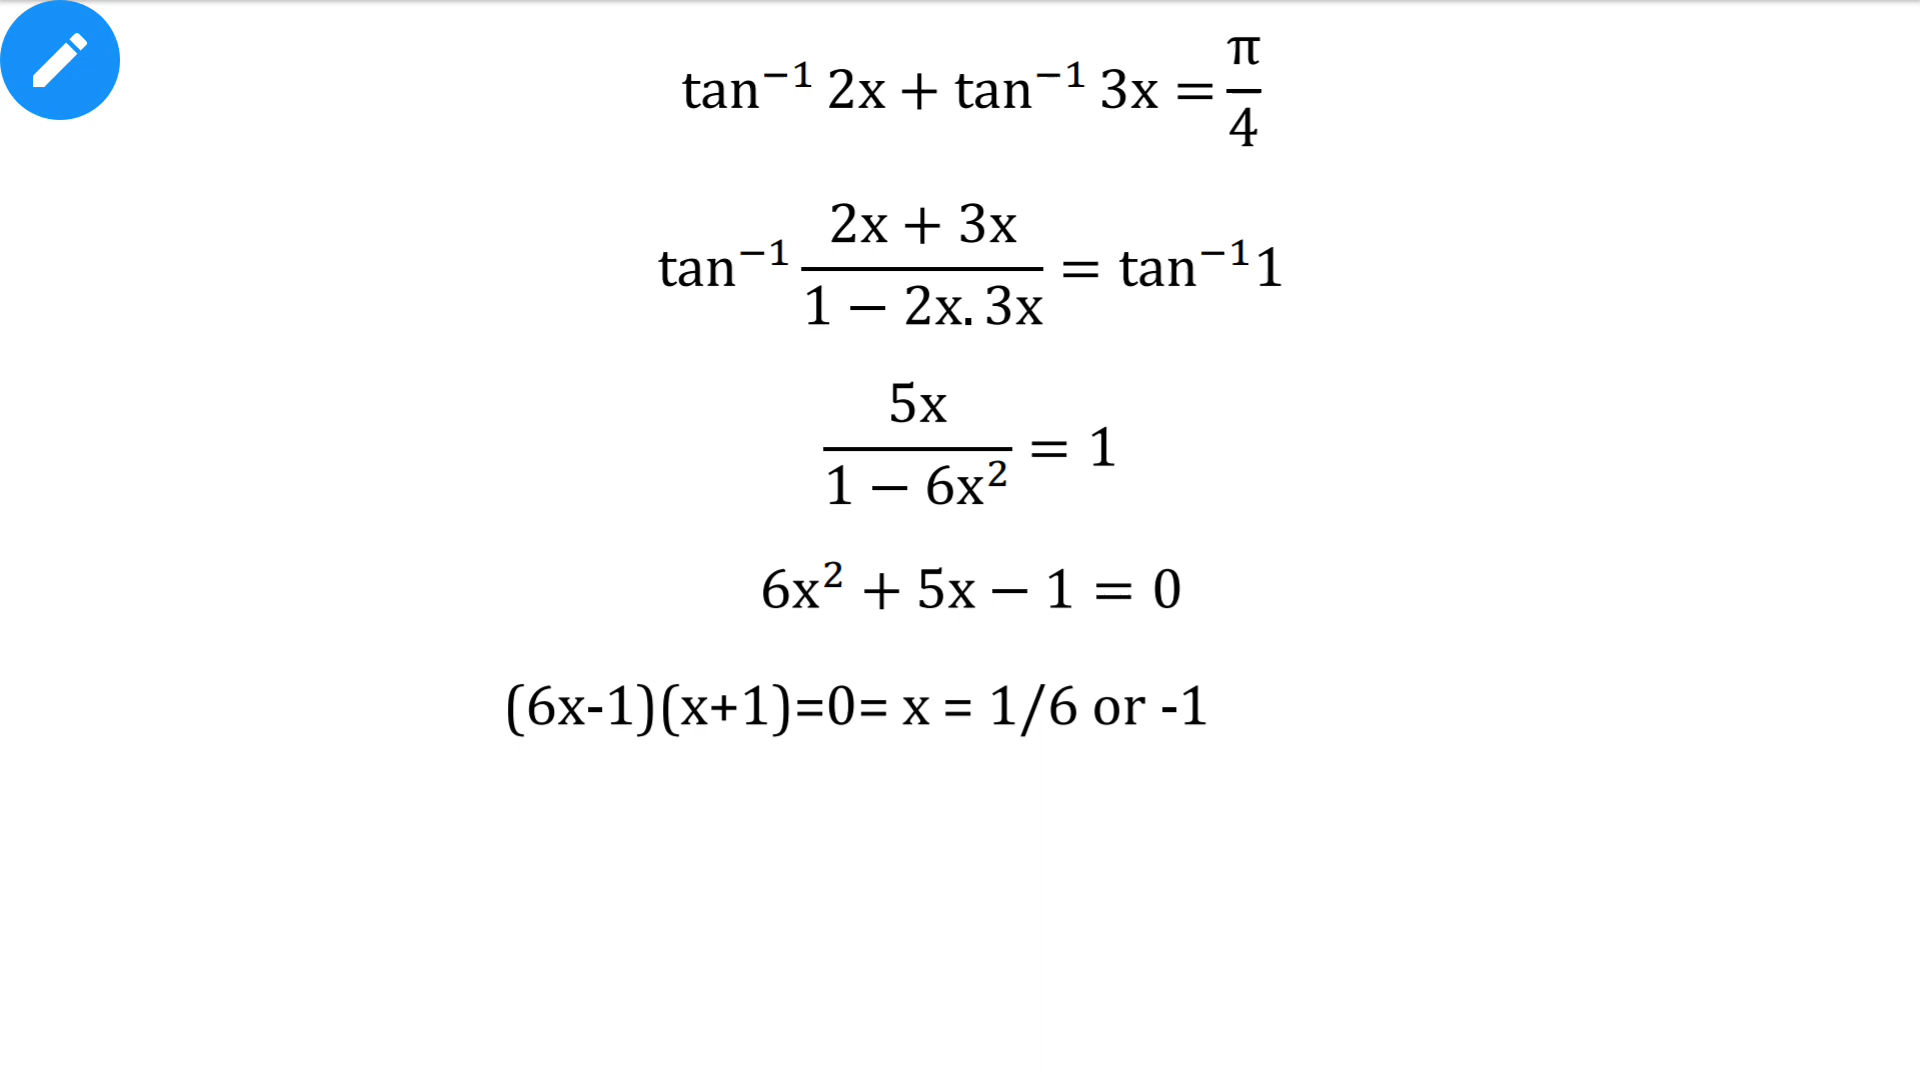 tan⁻¹ 2x + tan⁻¹ 3x = π/4
tan⁻¹ (2x + 3x)/(1 − 2x. 3x) = tan⁻¹1
5x/(1 − 6x²) = 1
6x² + 5x − 1 = 0
(6x-1)(x+1)=0= x = 1/6 or -1